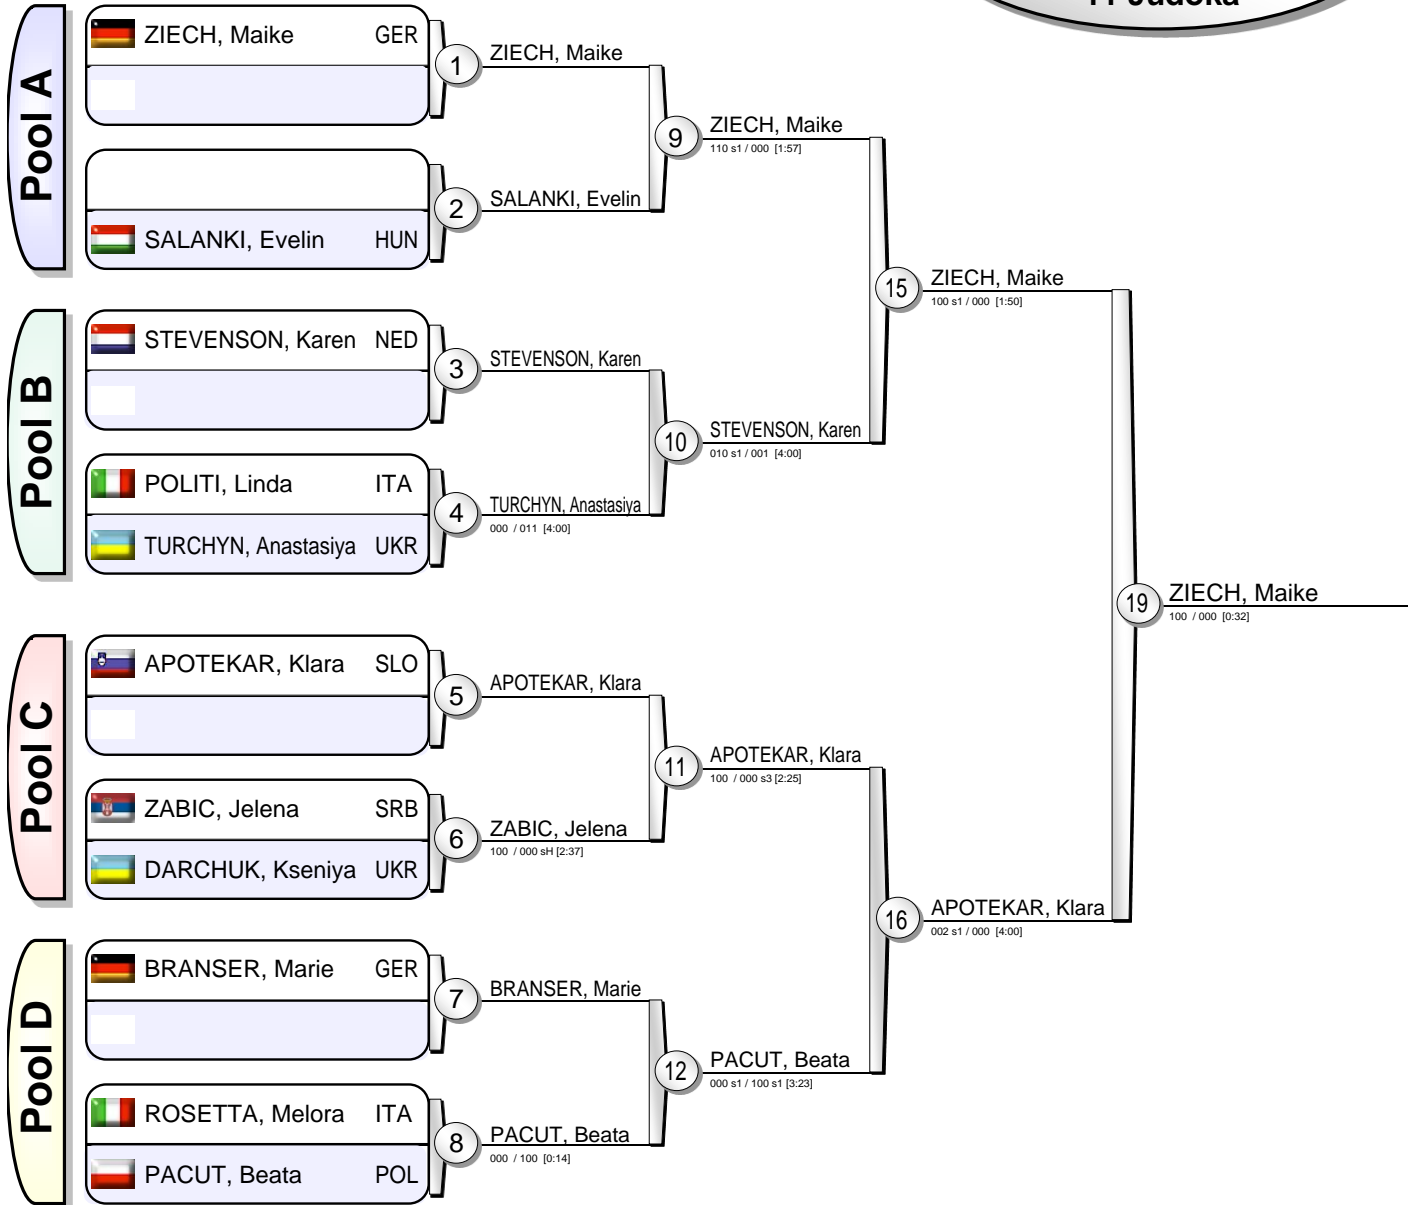 11 Judoka
Pool A
ZIECH, Maike GER
1
ZIECH, Maike
SALANKI, Evelin HUN
2
SALANKI, Evelin
9
ZIECH, Maike
110 s1 / 000 [1:57]
Pool B
STEVENSON, Karen NED
3
STEVENSON, Karen
POLITI, Linda ITA
TURCHYN, Anastasiya UKR
4
TURCHYN, Anastasiya
000 / 011 [4:00]
10
STEVENSON, Karen
010 s1 / 001 [4:00]
15
ZIECH, Maike
100 s1 / 000 [1:50]
Pool C
APOTEKAR, Klara SLO
5
APOTEKAR, Klara
ZABIC, Jelena SRB
DARCHUK, Kseniya UKR
6
ZABIC, Jelena
100 / 000 sH [2:37]
11
APOTEKAR, Klara
100 / 000 s3 [2:25]
Pool D
BRANSER, Marie GER
7
BRANSER, Marie
ROSETTA, Melora ITA
PACUT, Beata POL
8
PACUT, Beata
000 / 100 [0:14]
12
PACUT, Beata
000 s1 / 100 s1 [3:23]
16
APOTEKAR, Klara
002 s1 / 000 [4:00]
19
ZIECH, Maike
100 / 000 [0:32]